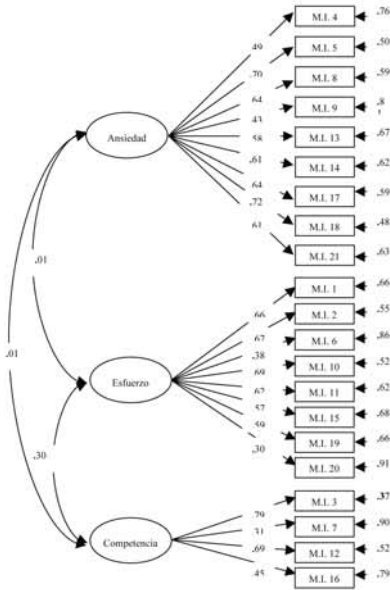 M.I. 4 .76
.49
M.I. 5 .50
.70
M.I. 8 .59
.64
M.I. 9 .8
.43
Ansiedad
M.I. 13 .67
.58
M.I. 14 .62
.61
M.I. 17 .59
.64
M.I. 18 .48
.72
M.I. 21 .63
.61
.01
M.I. 1 .66
.66
M.I. 2 .55
.67
M.I. 6 .86
.38
M.I. 10 .52
.69
Esfuerzo
M.I. 11 .62
M.I. 15 .68
.57
M.I. 19 .66
.59
M.I. 20 .91
.30
.01
.30
M.I. 3 .37
.79
M.I. 7 .90
.31
Competencia
M.I. 12 .52
.69
M.I. 16 .79
.45